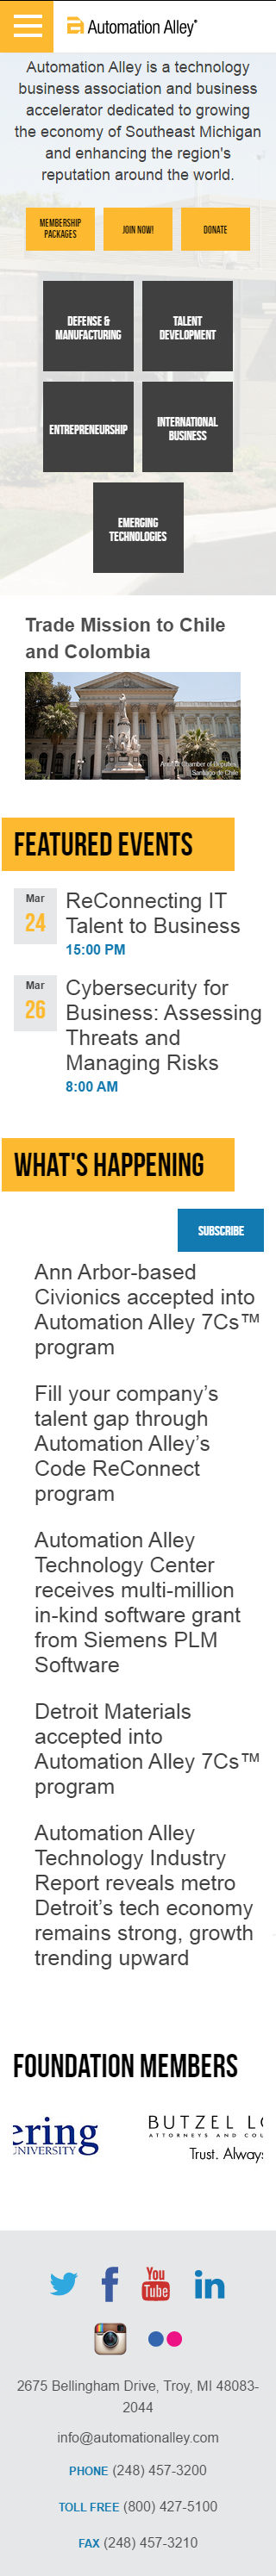 Automation Alley
Automation Alley is a technology
business association and business
accelerator dedicated to growing
the economy of Southeast Michigan
and enhancing the region's
reputation around the world.
MEMBERSHIP
PACKAGES
JOIN NOW!
DONATE
DEFENSE &
MANUFACTURING
TALENT
DEVELOPMENT
ENTREPRENEURSHIP
INTERNATIONAL
BUSINESS
EMERGING
TECHNOLOGIES
Trade Mission to Chile
and Colombia
Chamber of Deputies,
Santiago de Chile
FEATURED EVENTS
Mar
24
ReConnecting IT
Talent to Business
15:00 PM
Mar
26
Cybersecurity for
Business: Assessing
Threats and
Managing Risks
8:00 AM
WHAT'S HAPPENING
SUBSCRIBE
Ann Arbor-based
Civionics accepted into
Automation Alley 7Cs™
program
Fill your company’s
talent gap through
Automation Alley’s
Code ReConnect
program
Automation Alley
Technology Center
receives multi-million
in-kind software grant
from Siemens PLM
Software
Detroit Materials
accepted into
Automation Alley 7Cs™
program
Automation Alley
Technology Industry
Report reveals metro
Detroit’s tech economy
remains strong, growth
trending upward
FOUNDATION MEMBERS
ering
UNIVERSITY
BUTZEL LO
ATTORNEYS AND COU
Trust. Always
You
Tube
in
2675 Bellingham Drive, Troy, MI 48083-
2044
info@automationalley.com
PHONE (248) 457-3200
TOLL FREE (800) 427-5100
FAX (248) 457-3210